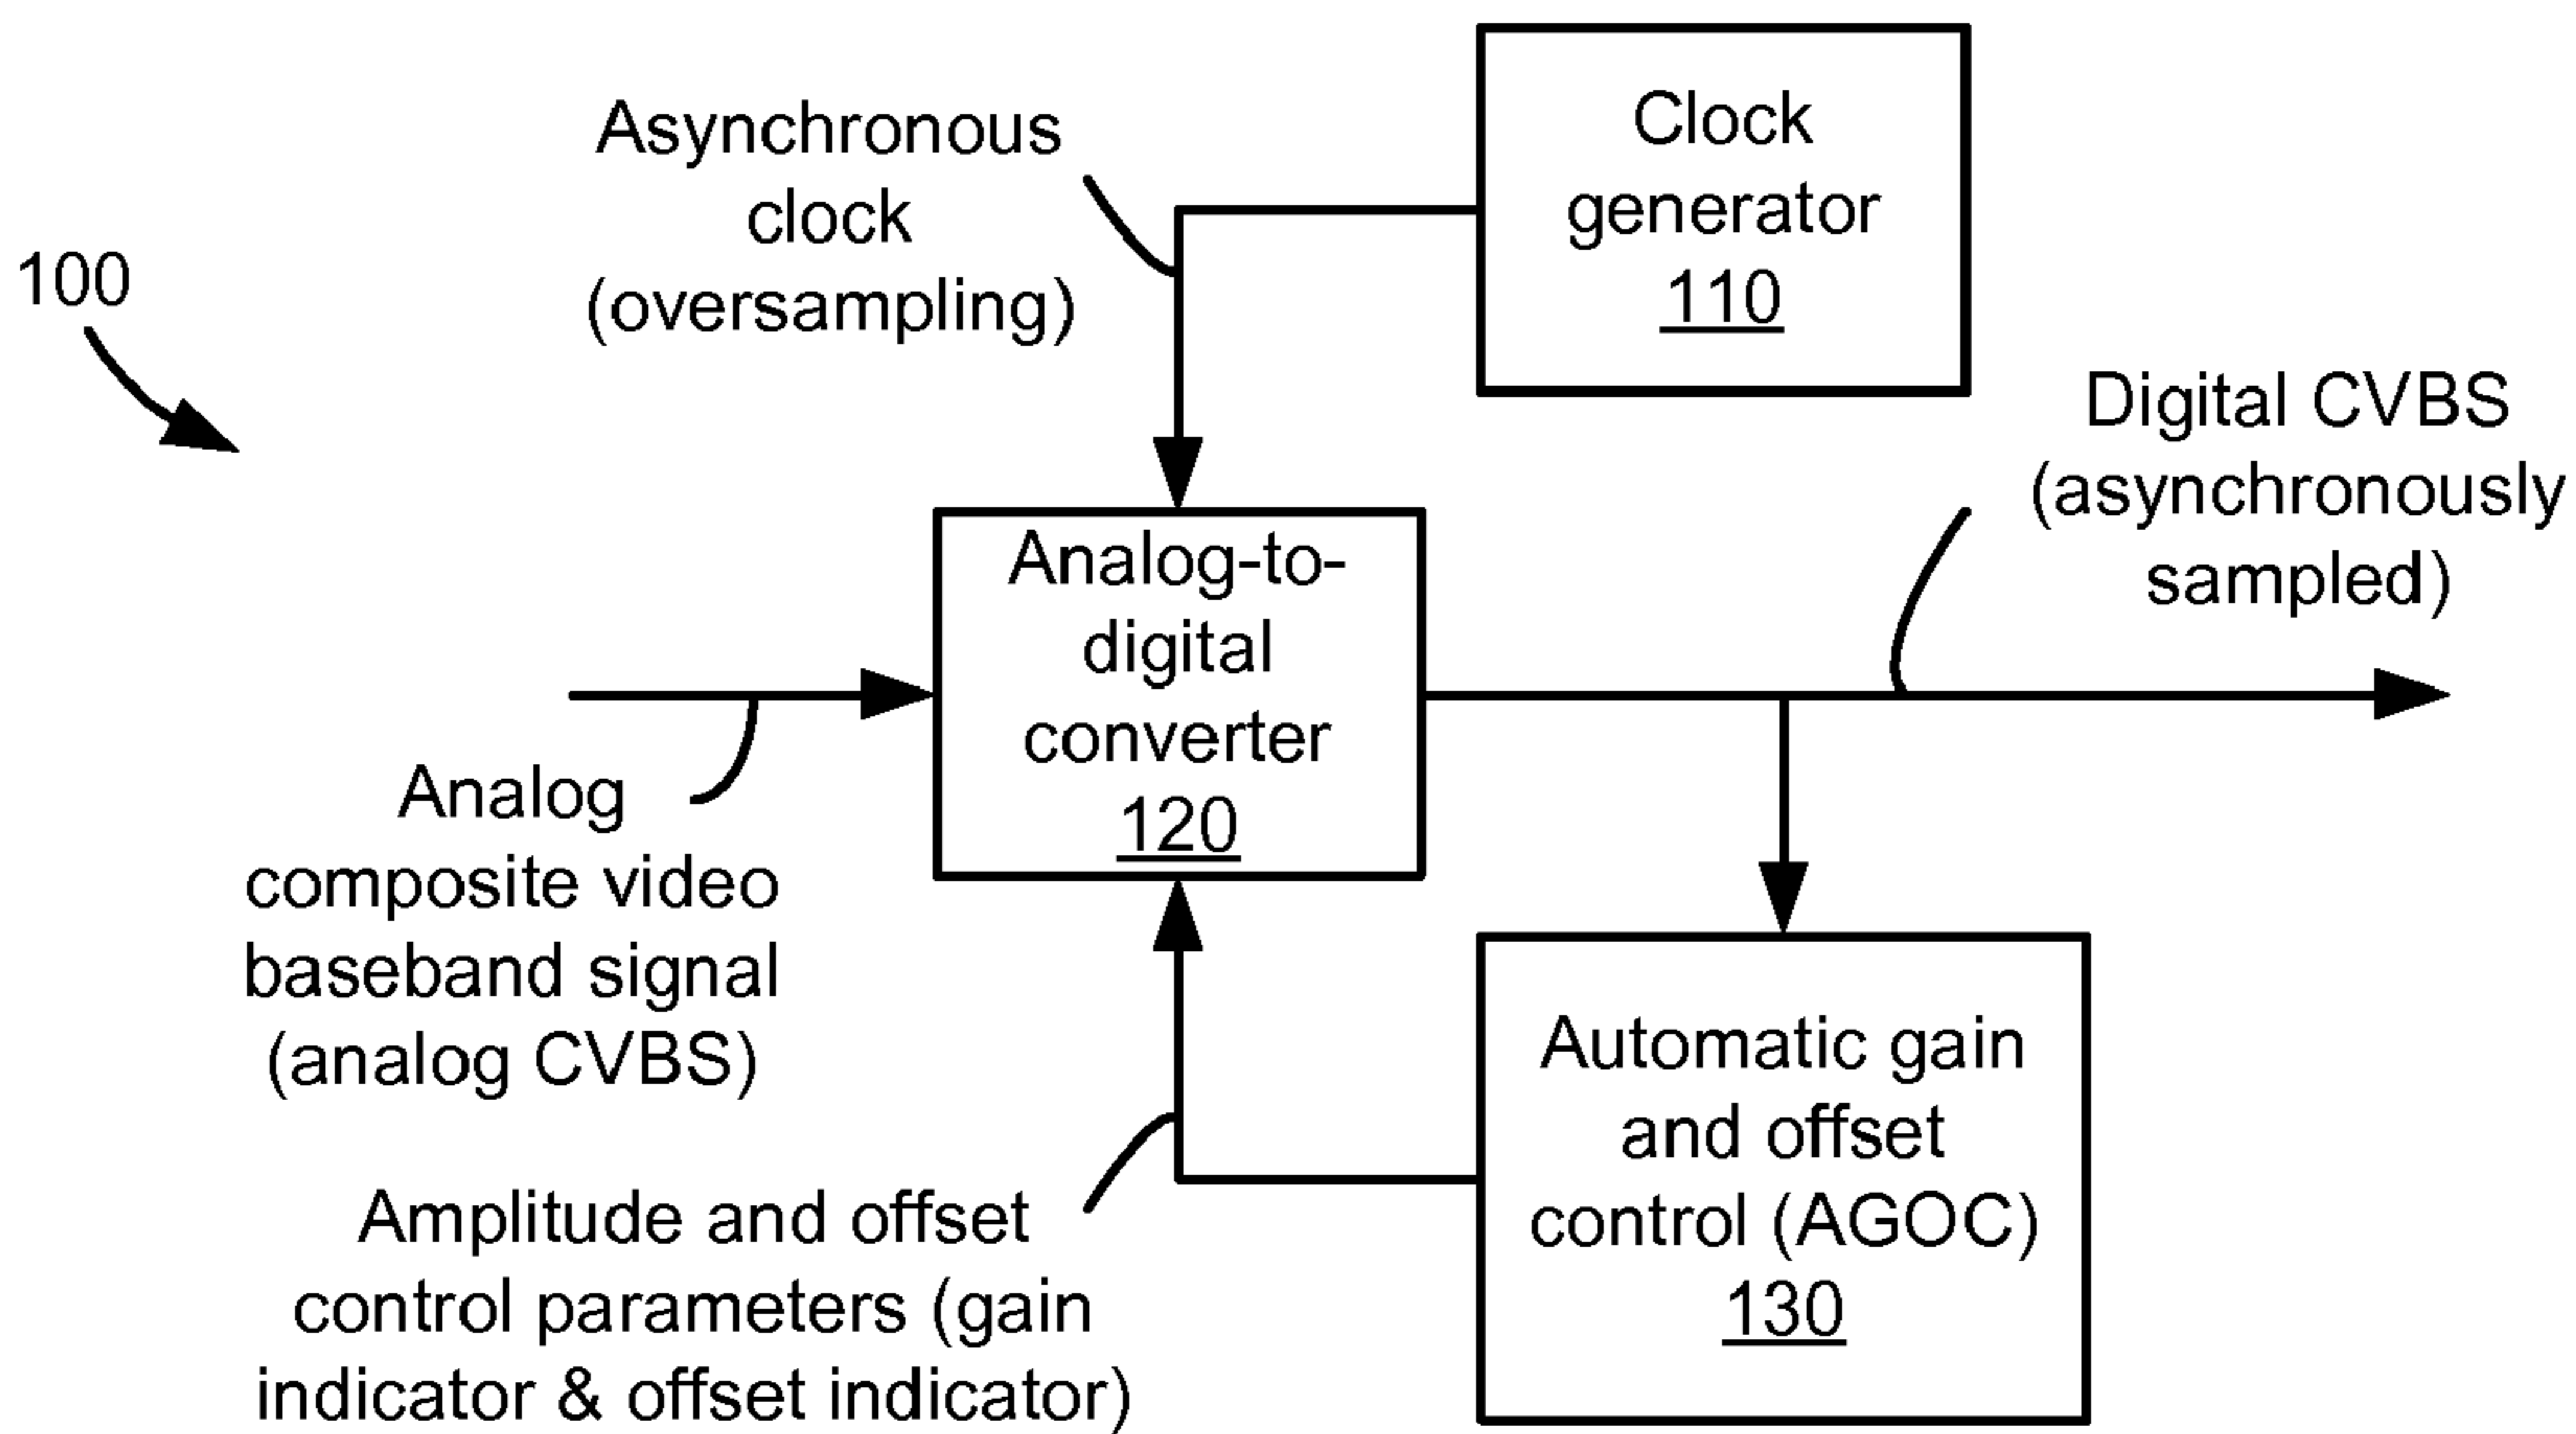 100
Asynchronous
clock
(oversampling)
Clock
generator
110
Digital CVBS
(asynchronously
sampled)
Analog-to-
digital
converter
120
Analog
composite video
baseband signal
(analog CVBS)
Automatic gain
and offset
control (AGOC)
130
Amplitude and offset
control parameters (gain
indicator & offset indicator)